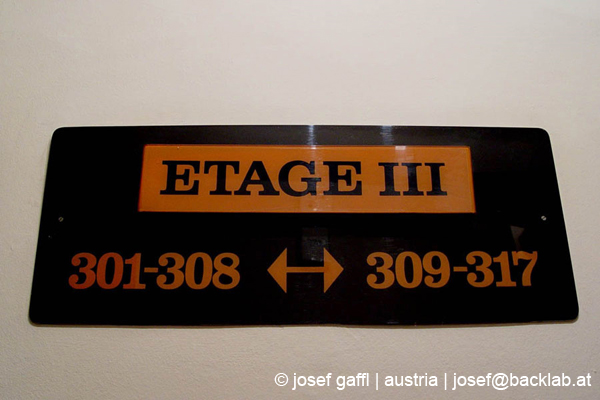 ETAGE III
301-308 ↔ 309-317
© josef gaffl | austria | josef@backlab.at